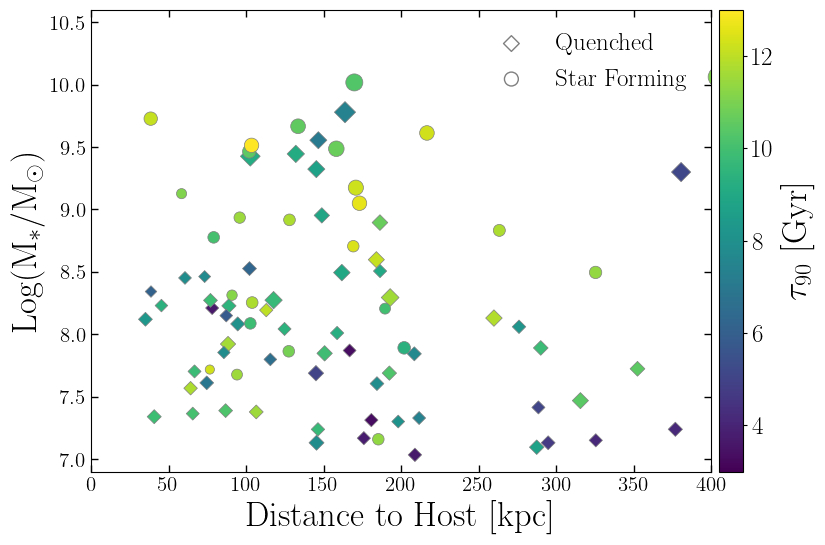 Quenched
Star Forming
10.5
10.0
9.5
9.0
8.5
8.0
7.5
7.0
Log(M*/M⊙)
0 50 100 150 200 250 300 350 400
Distance to Host [kpc]
12
10
8
6
4
τ90 [Gyr]